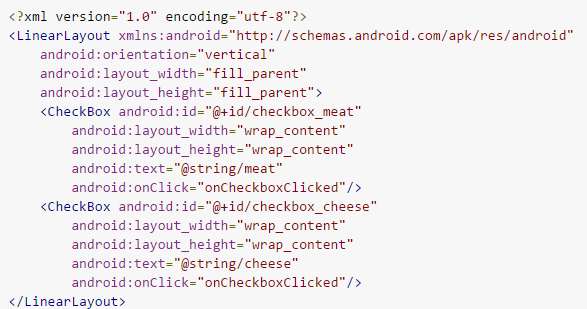 <?xml version="1.0" encoding="utf-8"?>
<LinearLayout xmlns:android="http://schemas.android.com/apk/res/android"
    android:orientation="vertical"
    android:layout_width="fill_parent"
    android:layout_height="fill_parent">
    <CheckBox android:id="@+id/checkbox_meat"
        android:layout_width="wrap_content"
        android:layout_height="wrap_content"
        android:text="@string/meat"
        android:onClick="onCheckboxClicked"/>
    <CheckBox android:id="@+id/checkbox_cheese"
        android:layout_width="wrap_content"
        android:layout_height="wrap_content"
        android:text="@string/cheese"
        android:onClick="onCheckboxClicked"/>
</LinearLayout>